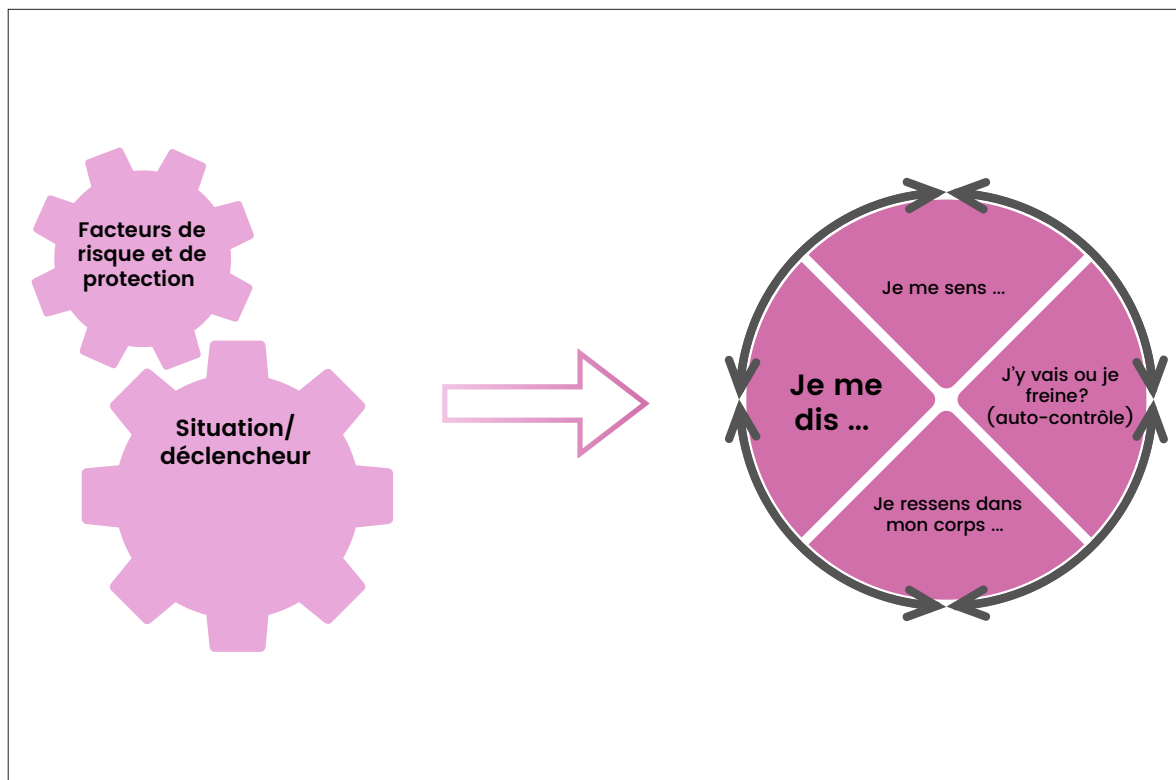 Facteurs de
risque et de
protection
Situation/
déclencheur
Je me sens ...
Je me
dis ...
J'y vais ou je
freine?
(auto-contrôle)
Je ressens dans
mon corps ...